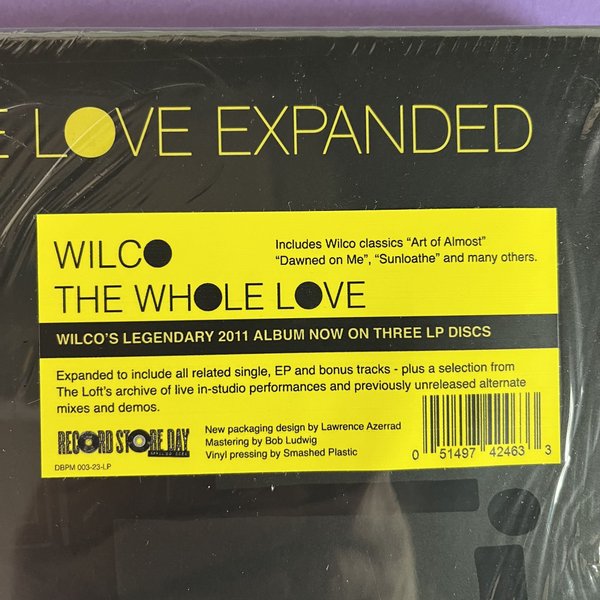 E LOVE EXPANDED
WILCO
THE WHOLE LOVE
Includes Wilco classics “Art of Almost”
“Dawned on Me”, “Sunloathe” and many others.
WILCO'S LEGENDARY 2011 ALBUM NOW ON THREE LP DISCS
Expanded to include all related single, EP and bonus tracks - plus a selection from
The Loft's archive of live in-studio performances and previously unreleased alternate
mixes and demos.
RECORD STORE DAY
New packaging design by Lawrence Azerrad
Mastering by Bob Ludwig
Vinyl pressing by Smashed Plastic
DBPM 003-23-LP
0 51497 42463 3